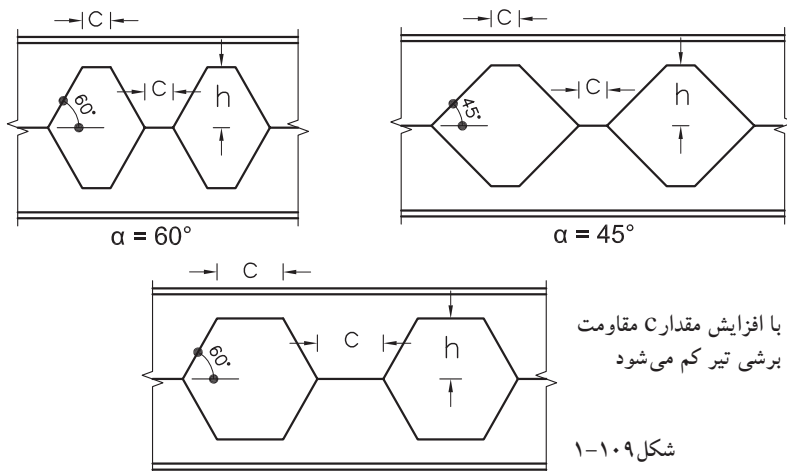 C C
C C
60° h 45° h
α = 60° α = 45°
C
C
60° h
با افزایش مقدار C مقاومت
برشی تیر کم می‌شود
شکل ۱۰۹-۱